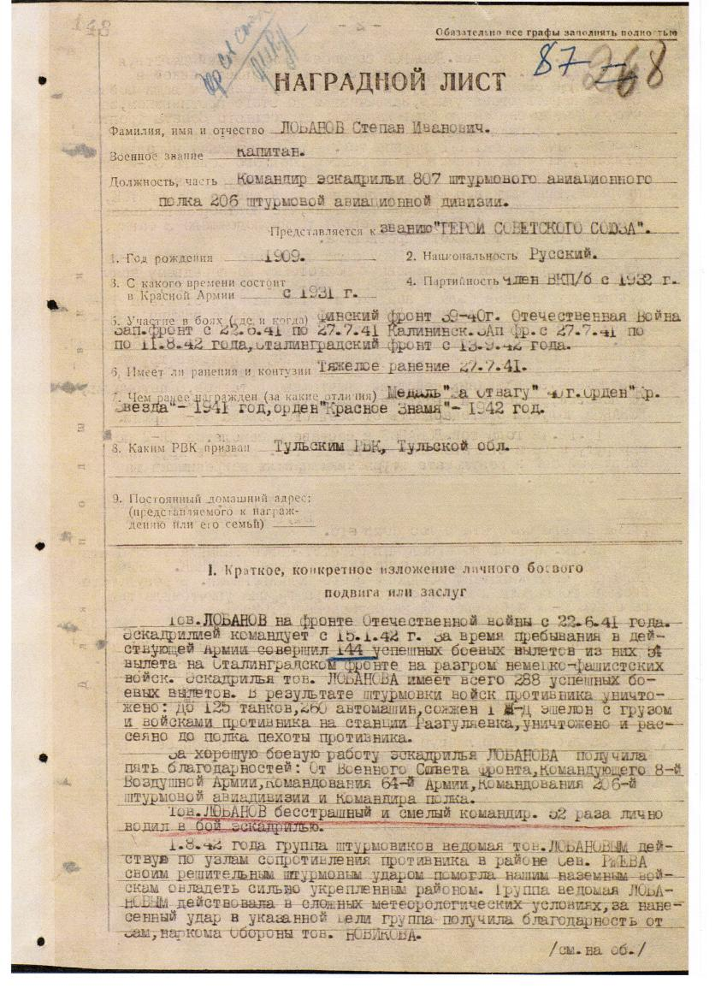 148
Обязательно все графы заполнять полностью
87
268
НАГРАДНОЙ ЛИСТ
Фамилия, имя и отчество ЛОБАНОВ Степан Иванович.
Военное звание Капитан.
Должность, часть Командир эскадрильи 807 штурмового авиационного
полка 206 штурмовой авиационной дивизии.
Представляется к званию"ГЕРОЙ СОВЕТСКОГО СОЮЗА".
1. Год рождения 1909. 2. Национальность Русский.
3. С какого времени состоит 4. Партийность член ВКП/б с 1932 г.
в Красной Армии с 1931 г.
5. Участие в боях (где и когда) Финский фронт 39-40г. Отечественная Война
Зап.фронт с 22.6.41 по 27.7.41 Калининск.ЗАп фр.с 27.7.41 по
по 11.8.42 года,Сталинградский фронт с 13.9.42 года.
6. Имеет ли ранения и контузии Тяжелое ранение 27.7.41.
7. Чем ранее награжден (за какие отличия) Медаль"За отвагу" 40г.орден"Кр.
Звезда"- 1941 год,орден"Красное Знамя"- 1942 год.
8. Каким РВК призван Тульским РВК, Тульской обл.
9. Постоянный домашний адрес:
(представляемого к награж-
дению или его семьи)
I. Краткое, конкретное изложение личного боевого
подвига или заслуг
Тов.ЛОБАНОВ на фронте Отечественной войны с 22.6.41 года.
Эскадрилией командует с 15.1.42 г. За время пребывания в дей-
ствующей Армии совершил 144 успешных боевых вылетов из них 34
вылета на Сталинградском фронте на разгром немецко-фашистских
войск. Эскадрилья тов. ЛОБАНОВА имеет всего 288 успешных бо-
евых вылетов. В результате штурмовки войск противника уничто-
жено: До 125 танков,260 автомашин,сожжен 1 Ж-Д эшелон с грузом
и войсками противника на станции Разгуляевка,уничтожено и рас-
сеяно до полка пехоты противника.
За хорошую боевую работу эскадрилья ЛОБАНОВА получила
пять благодарностей: От Военного Совета фронта,Командующего 8-й
Воздушной Армии,Командования 64-й Армии,Командования 206-й
штурмовой авиадивизии и Командира полка.
Тов.ЛОБАНОВ бесстрашный и смелый командир. 52 раза лично
водил в бой эскадрилью.
1.8.42 года группа штурмовиков ведомая тов.ЛОБАНОВЫМ дей-
ствуя по узлам сопротивления противника в районе Сев. РЖЕВА
своим решительным штурмовым ударом помогла нашим наземным вой-
скам овладеть сильно укрепленным районом. Группа ведомая ЛОБА-
НОВЫМ действовала в сложных метеорологических условиях,за нане-
сенный удар в указанной цели группа получила благодарность от
Зам,наркома Обороны тов. НОВИКОВА.
/см.на об./